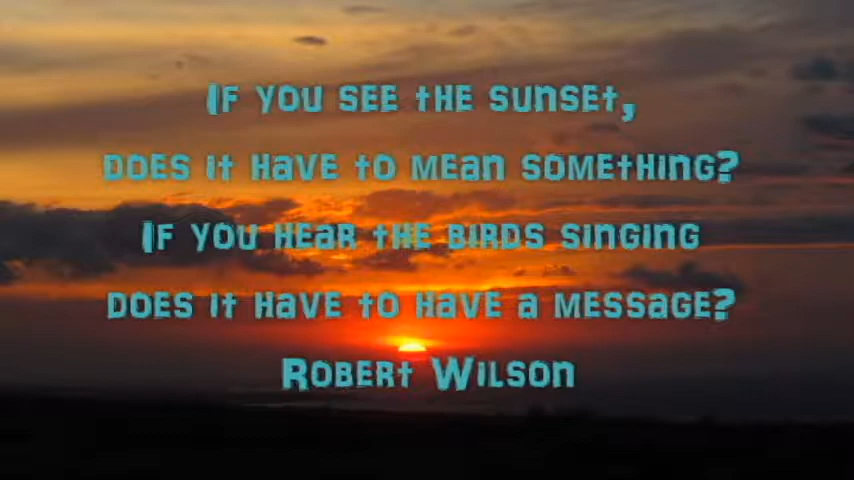 If you see the sunset,
does it have to mean something?
If you hear the birds singing
does it have to have a message?
Robert Wilson